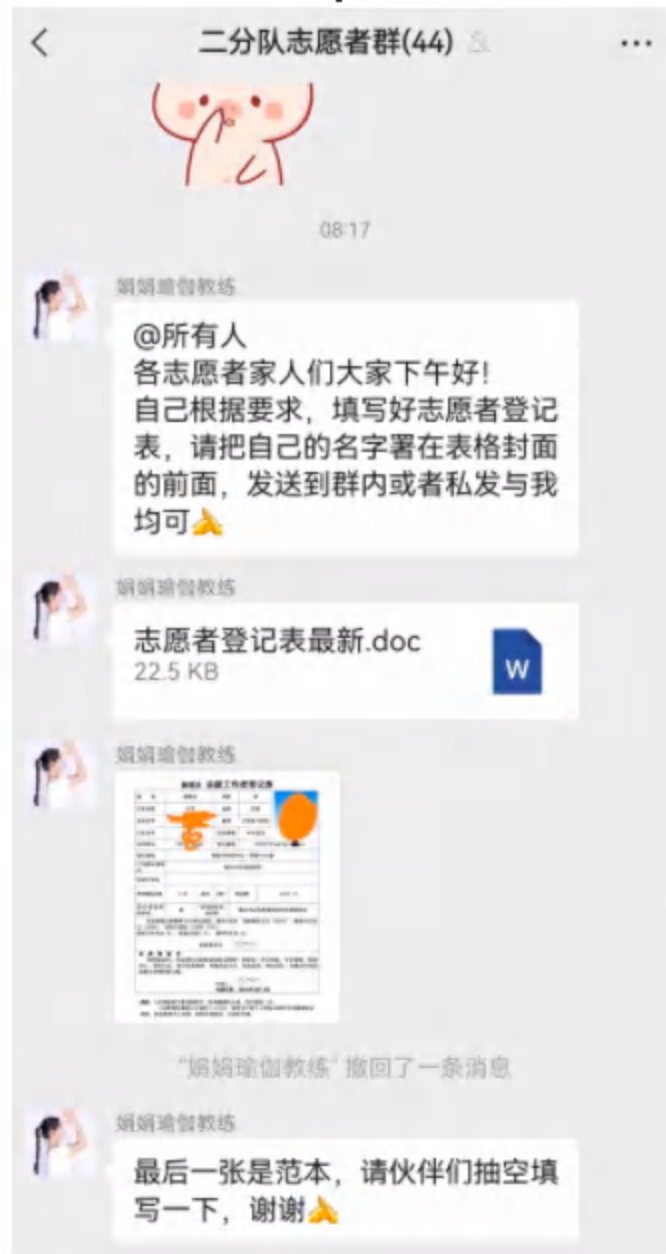 二分队志愿者群(44)
08:17
娟娟瑜伽教练
@所有人
各志愿者家人们大家下午好！
自己根据要求，填写好志愿者登记
表，请把自己的名字署在表格封面
的前面，发送到群内或者私发与我
均可
娟娟瑜伽教练
志愿者登记表最新.doc
22.5 KB
W
娟娟瑜伽教练
"娟娟瑜伽教练" 撤回了一条消息
娟娟瑜伽教练
最后一张是范本，请伙伴们抽空填
写一下，谢谢